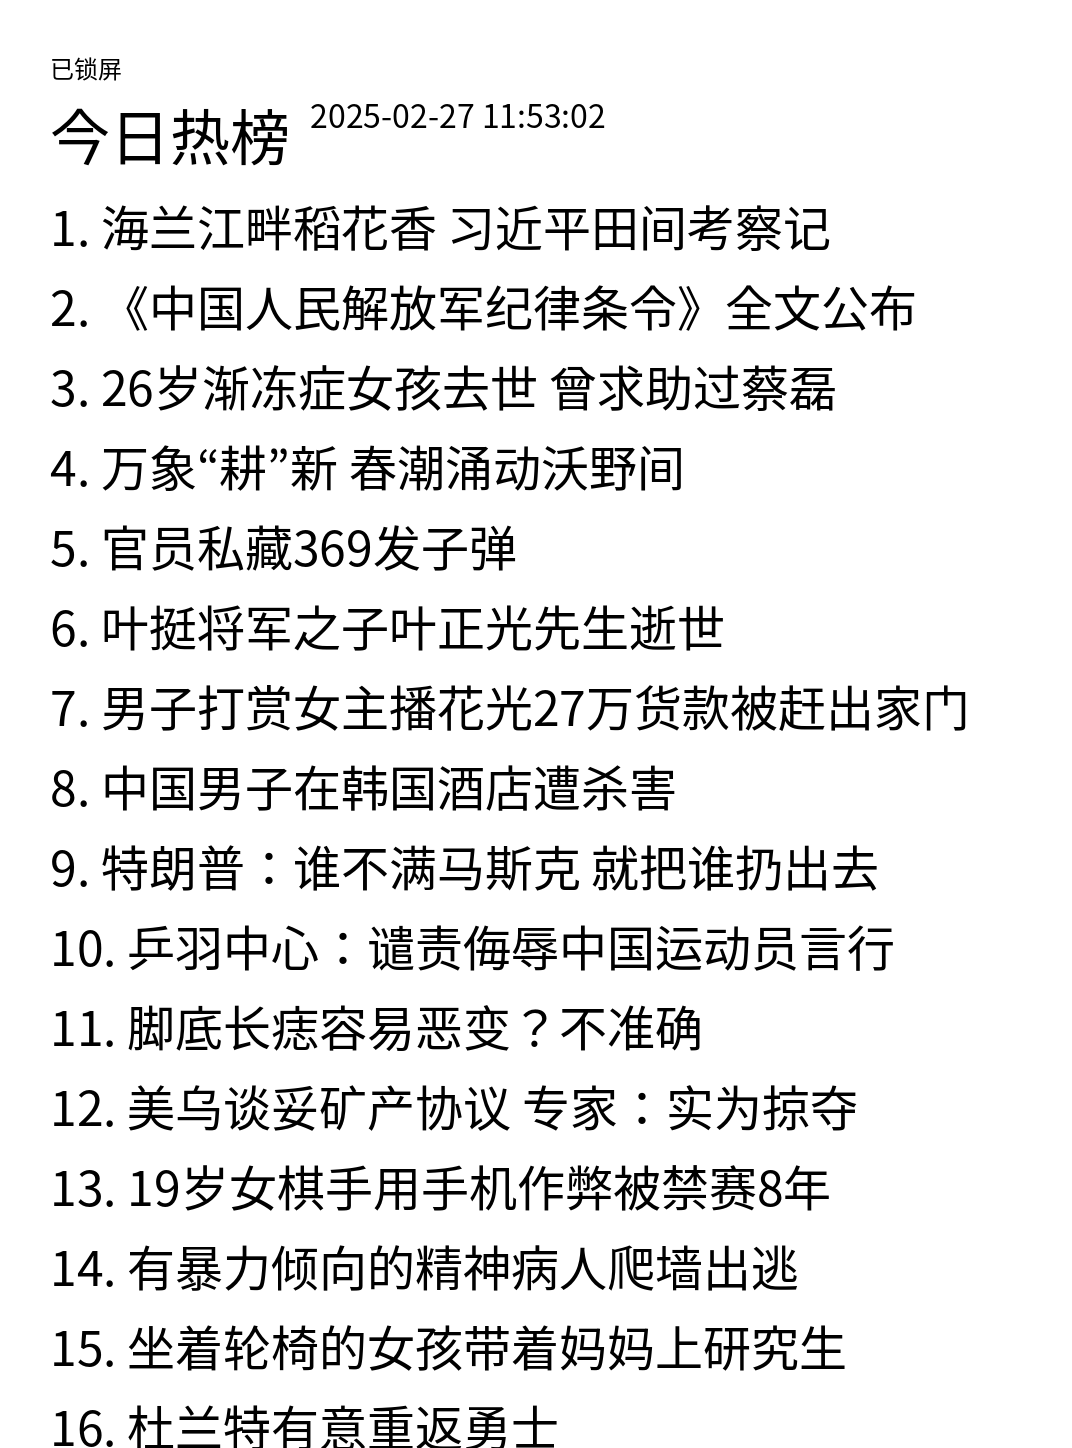 已锁屏
今日热榜 2025-02-27 11:53:02
1. 海兰江畔稻花香 习近平田间考察记
2. 《中国人民解放军纪律条令》全文公布
3. 26岁渐冻症女孩去世 曾求助过蔡磊
4. 万象“耕”新 春潮涌动沃野间
5. 官员私藏369发子弹
6. 叶挺将军之子叶正光先生逝世
7. 男子打赏女主播花光27万货款被赶出家门
8. 中国男子在韩国酒店遭杀害
9. 特朗普：谁不满马斯克 就把谁扔出去
10. 乒羽中心：谴责侮辱中国运动员言行
11. 脚底长痣容易恶变？不准确
12. 美乌谈妥矿产协议 专家：实为掠夺
13. 19岁女棋手用手机作弊被禁赛8年
14. 有暴力倾向的精神病人爬墙出逃
15. 坐着轮椅的女孩带着妈妈上研究生
16. 杜兰特有意重返勇士